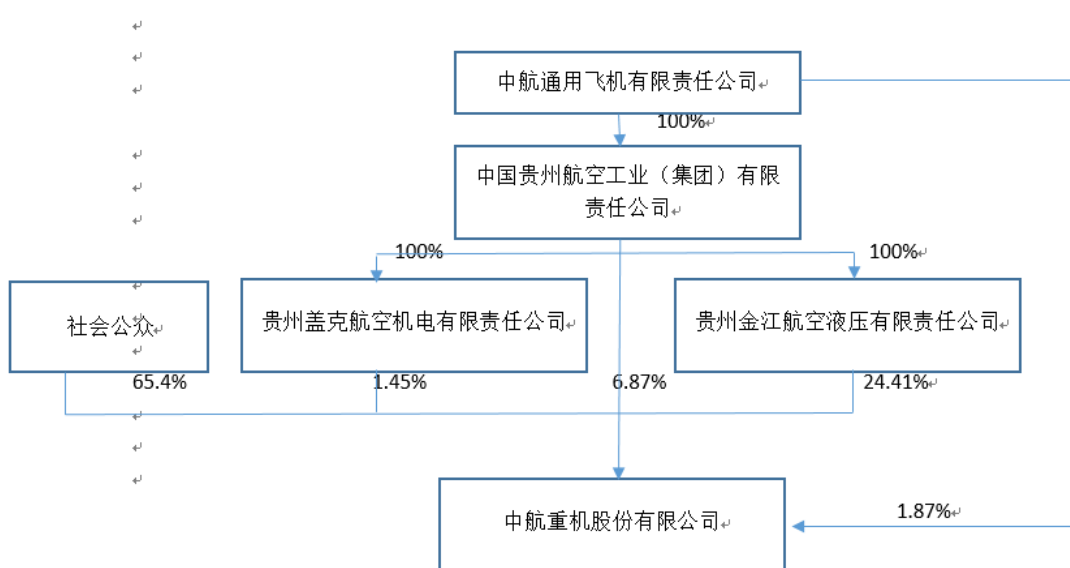 中航通用飞机有限责任公司
100%
中国贵州航空工业（集团）有限
责任公司
100%
100%
社会公众
贵州盖克航空机电有限责任公司
贵州金江航空液压有限责任公司
65.4%
1.45%
6.87%
24.41%
中航重机股份有限公司
1.87%